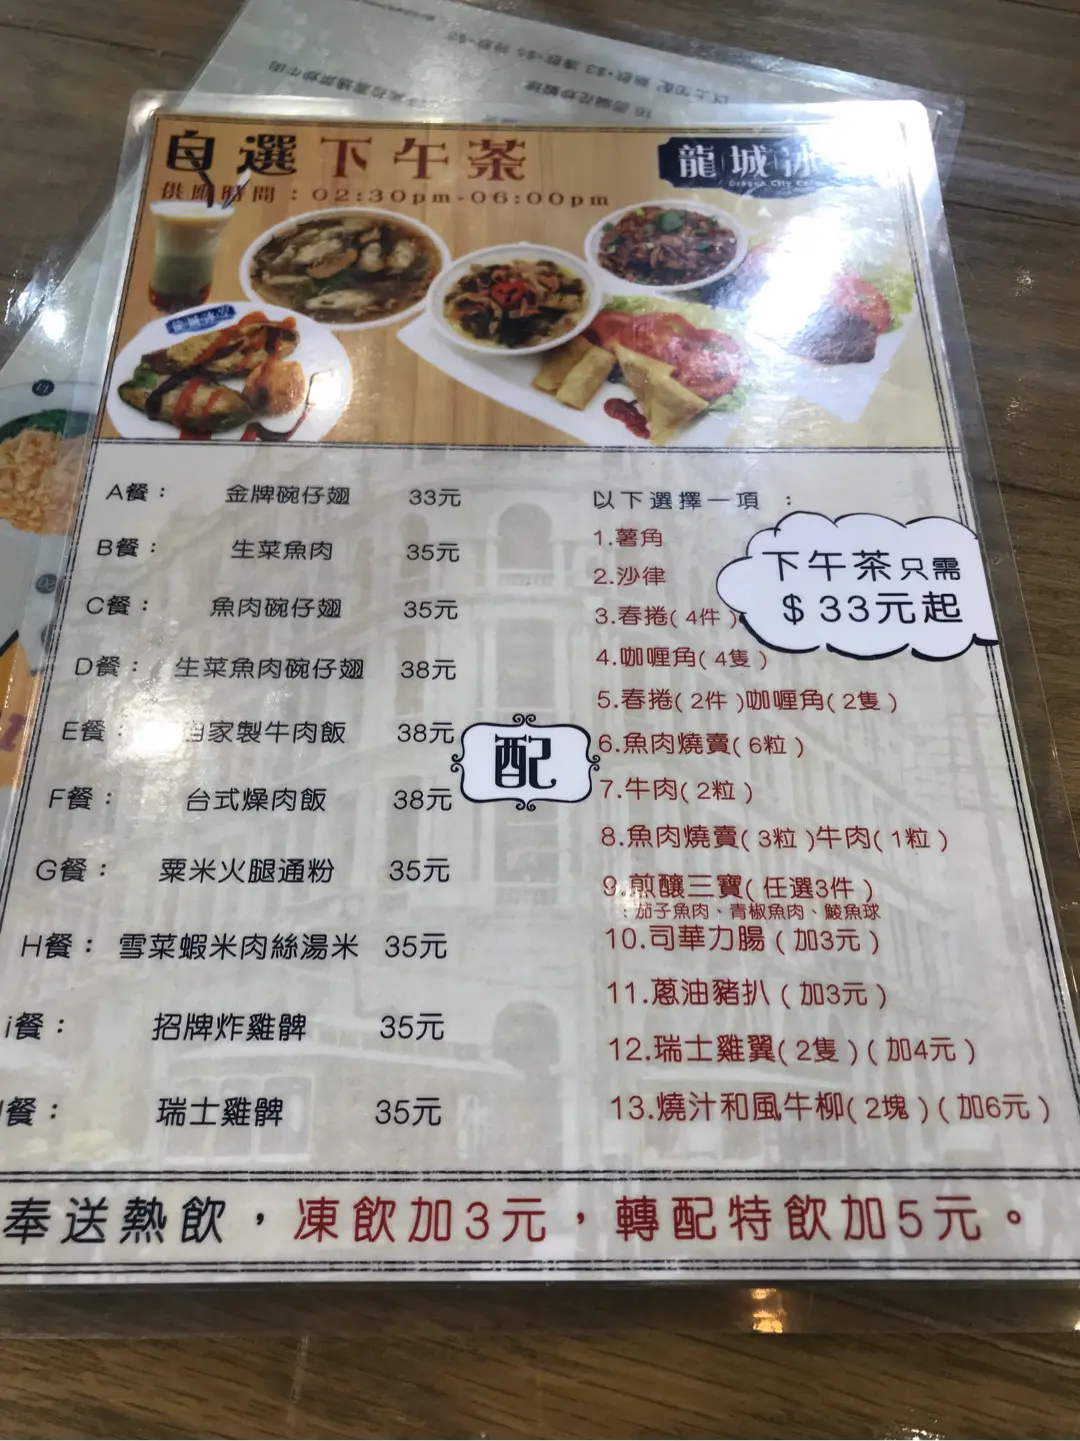 自選下午茶
供應時間：02:30pm-06:00pm
龍城冰
Dragon City Cafe
A餐： 金牌碗仔翅 33元
B餐： 生菜魚肉 35元
C餐： 魚肉碗仔翅 35元
D餐： 生菜魚肉碗仔翅 38元
E餐： 自家製牛肉飯 38元
F餐： 台式燥肉飯 38元
G餐： 粟米火腿通粉 35元
H餐： 雪菜蝦米肉絲湯米 35元
i餐： 招牌炸雞髀 35元
餐： 瑞士雞髀 35元
配
以下選擇一項 ：
1.薯角
2.沙律
3.春捲( 4件 )
4.咖喱角( 4隻 )
5.春捲( 2件 )咖喱角( 2隻 )
6.魚肉燒賣( 6粒 )
7.牛肉( 2粒 )
8.魚肉燒賣( 3粒 )牛肉( 1粒 )
9.煎釀三寶( 任選3件 )
：茄子魚肉、青椒魚肉、鯪魚球
10.司華力腸 ( 加3元 )
11.蔥油豬扒 ( 加3元 )
12.瑞士雞翼( 2隻 ) ( 加4元 )
13.燒汁和風牛柳( 2塊 ) ( 加6元 )
下午茶只需
$33元起
奉送熱飲，凍飲加3元，轉配特飲加5元。